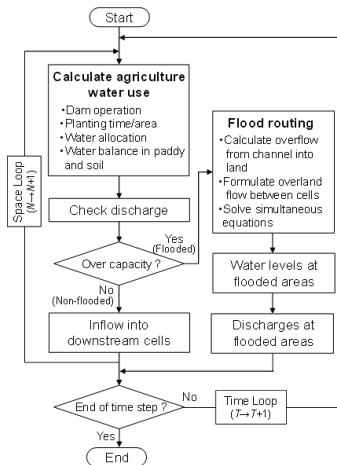 Start
Calculate agriculture
water use
•Dam operation
•Planting time/area
•Water allocation
•Water balance in paddy
and soil
Space Loop
(N→N+1)
Check discharge
Over capacity ?
Yes
(Flooded)
No
(Non-flooded)
Inflow into
downstream cells
Flood routing
•Calculate overflow
from channel into
land
•Formulate overland
flow between cells
•Solve simultaneous
equations
Water levels at
flooded areas
Discharges at
flooded areas
End of time step ?
No
Time Loop
(T→T+1)
Yes
End